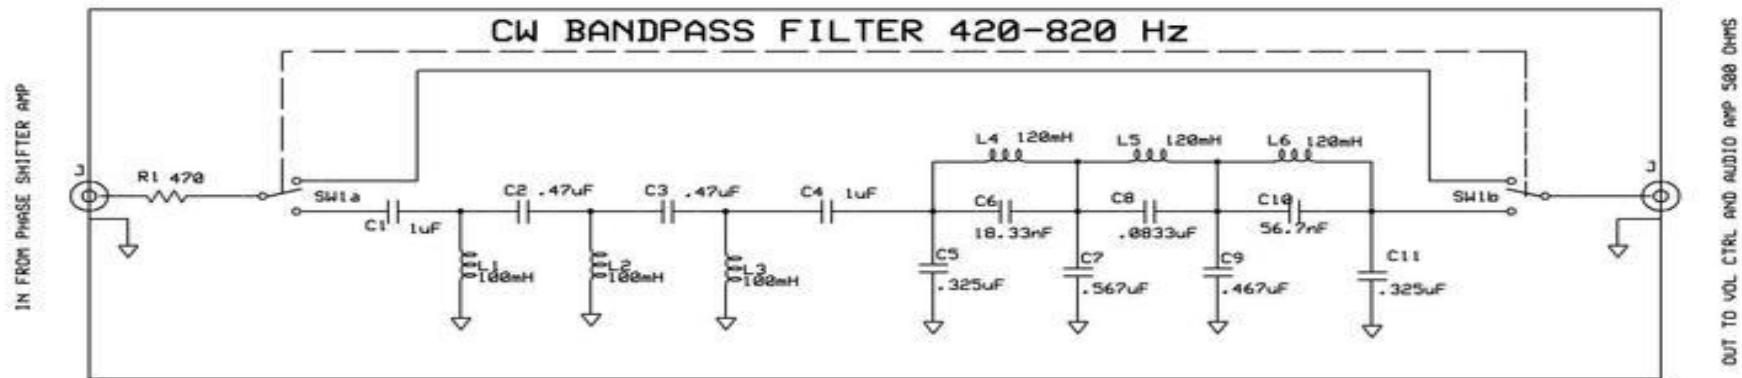 CW BANDPASS FILTER 420-820 Hz
IN FROM PHASE SHIFTER AMP
OUT TO VOL CTRL AND AUDIO AMP 500 OHMS
J
R1 470
SW1a
C1 1uF
C2 .47uF
C3 .47uF
C4 1uF
L1
100mH
L2
100mH
L3
100mH
L4 120mH
L5 120mH
L6 120mH
C6
18.33nF
C8
.0833uF
C10
56.7nF
C5
.325uF
C7
.567uF
C9
.467uF
C11
.325uF
SW1b
J